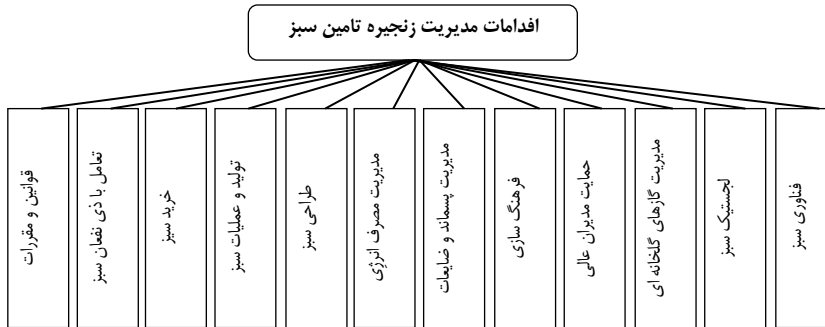 اقدامات مدیریت زنجیره تامین سبز
فناوری سبز
لجستیک سبز
مدیریت گازهای گلخانه ای
حمایت مدیران عالی
فرهنگ سازی
مدیریت پسماند و ضایعات
مدیریت مصرف انرژی
طراحی سبز
تولید و عملیات سبز
خرید سبز
تعامل با ذی نفعان سبز
قوانین و مقررات